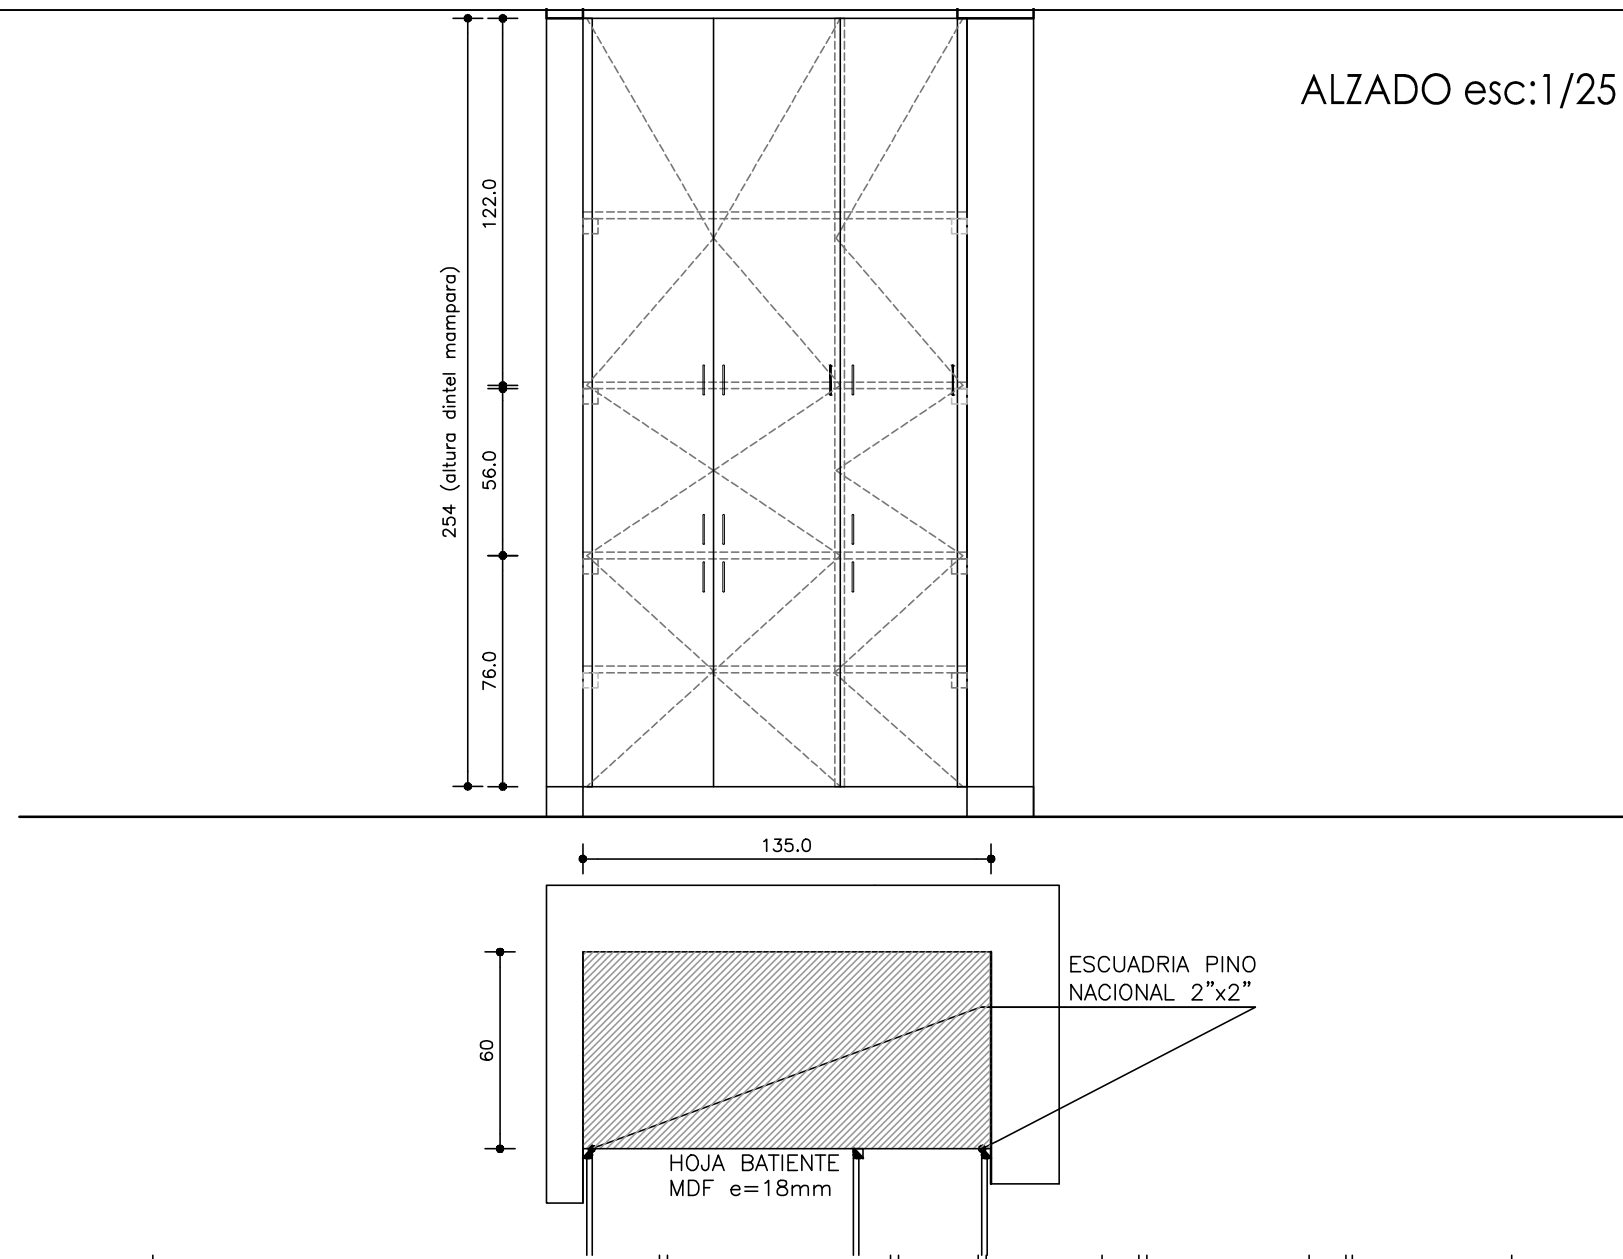 ALZADO esc:1/25
122.0
254 (altura dintel mampara)
56.0
76.0
135.0
ESCUADRIA PINO
NACIONAL 2”x2”
60
HOJA BATIENTE
MDF e=18mm